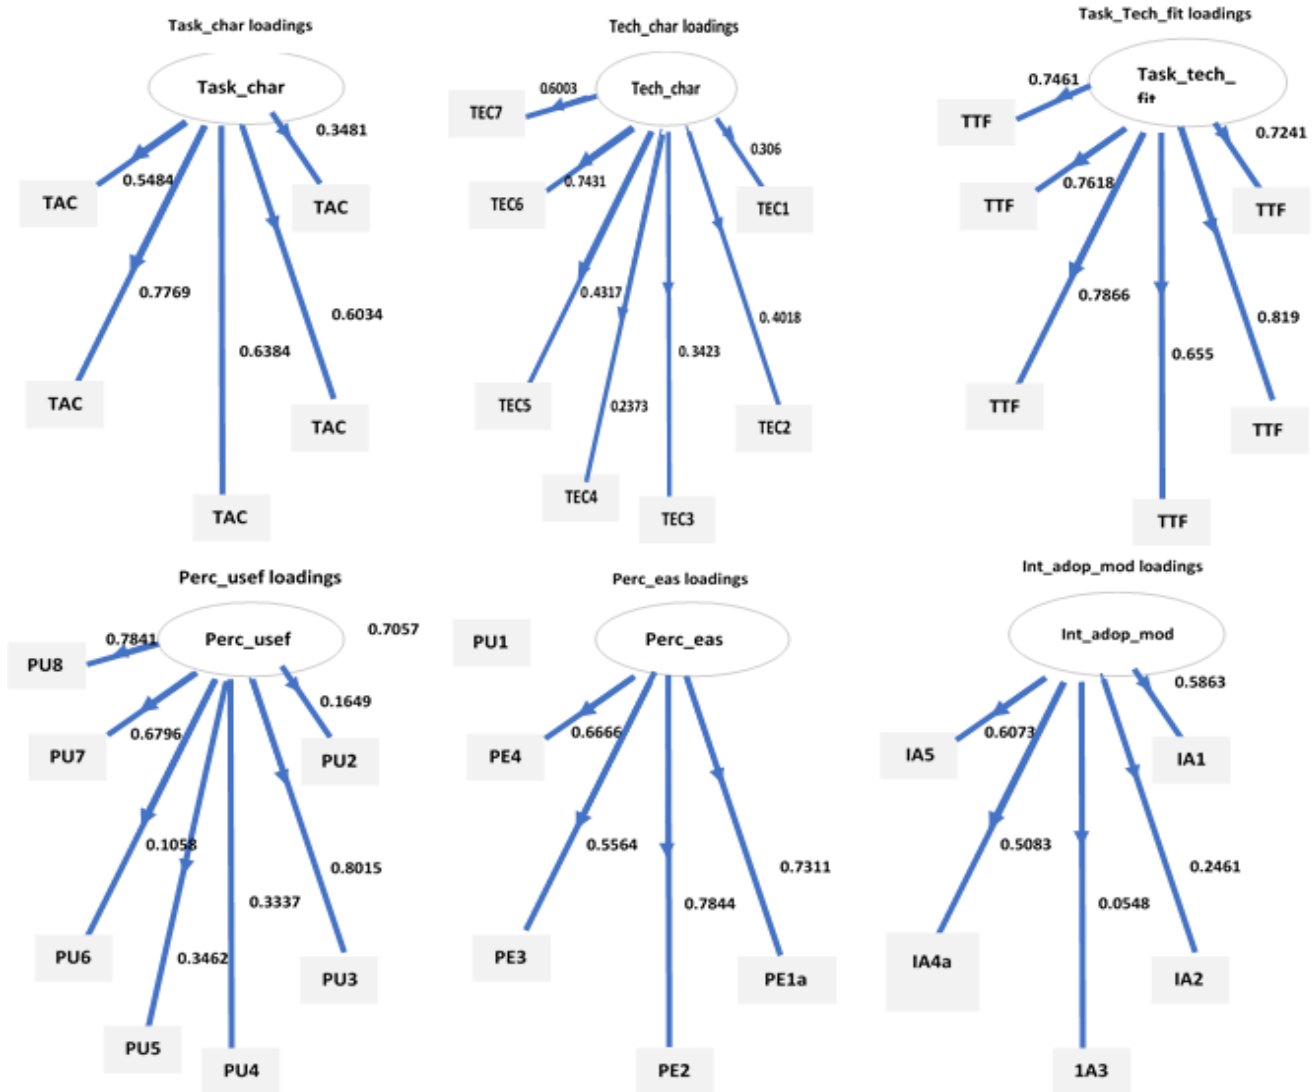 Task_char loadings
Task_char
0.3481
0.5484
TAC
TAC
0.7769
0.6034
0.6384
TAC
TAC
TAC
Tech_char loadings
Tech_char
0.6003
TEC7
0.306
0.7431
TEC6
TEC1
0.4317
0.4018
0.3423
TEC5
0.2373
TEC2
TEC4
TEC3
Task_Tech_fit loadings
Task_tech_
fit
0.7461
TTF
0.7241
0.7618
TTF
TTF
0.7866
0.819
0.655
TTF
TTF
TTF
Perc_usef loadings
0.7057
Perc_usef
0.7841
PU8
0.1649
0.6796
PU7
PU2
0.1058
0.8015
0.3337
0.3462
PU6
PU3
PU5
PU4
Perc_eas loadings
PU1
Perc_eas
0.6666
PE4
0.5564
0.7311
0.7844
PE3
PE1a
PE2
Int_adop_mod loadings
Int_adop_mod
0.5863
0.6073
IA5
IA1
0.5083
0.2461
0.0548
IA4a
IA2
1A3